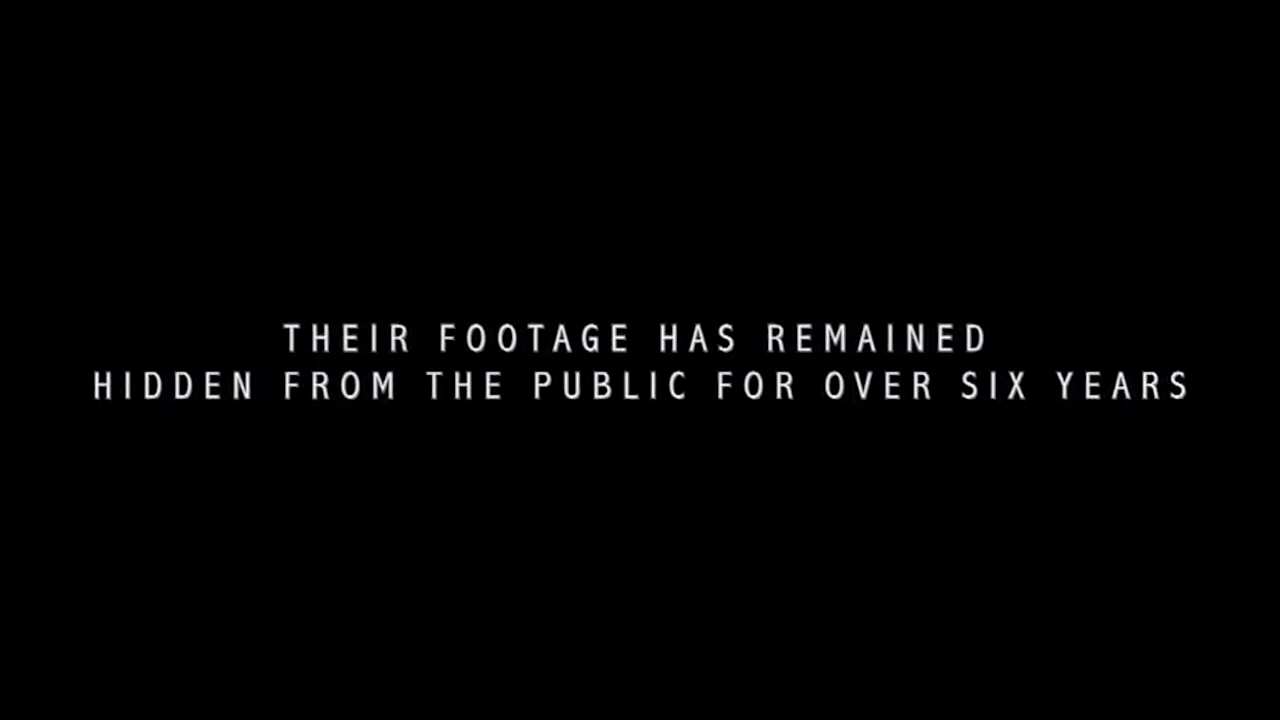 THEIR FOOTAGE HAS REMAINED
HIDDEN FROM THE PUBLIC FOR OVER SIX YEARS